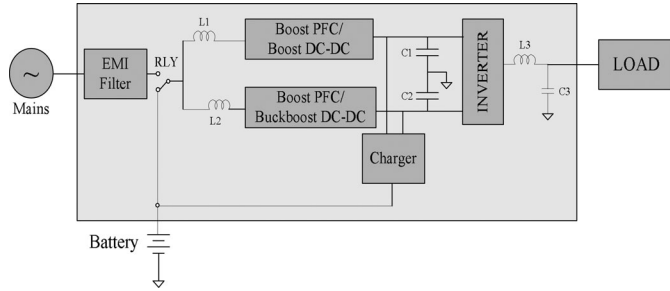 L1
Boost PFC/
Boost DC-DC
EMI
Filter
RLY
C1
INVERTER
L3
LOAD
~
Mains
L2
Boost PFC/
Buckboost DC-DC
C2
C3
Charger
Battery